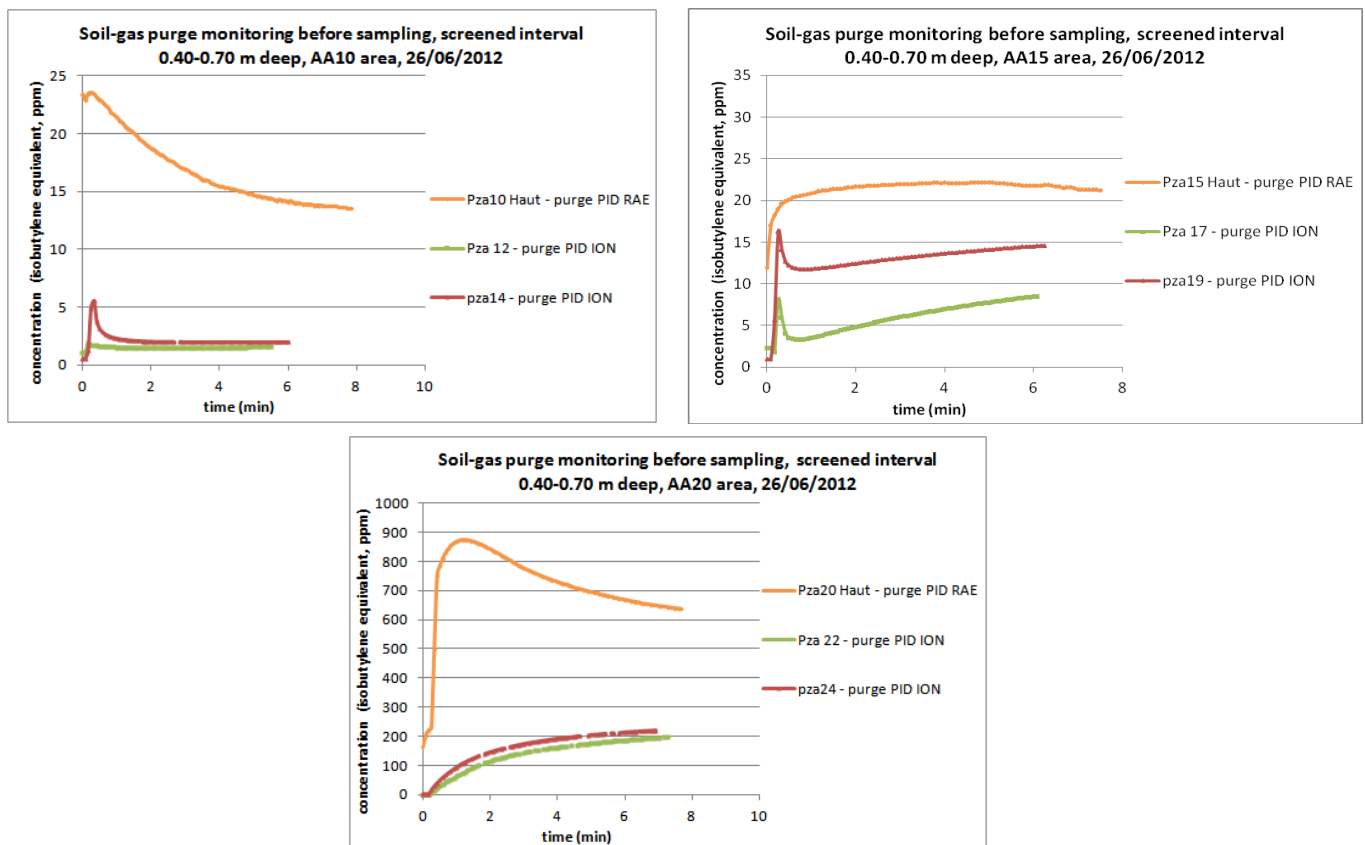 Soil-gas purge monitoring before sampling, screened interval
0.40-0.70 m deep, AA10 area, 26/06/2012
concentration (isobutylene equivalent, ppm)
25
20
15
10
5
0
0 2 4 6 8 10
time (min)
Pza10 Haut - purge PID RAE
Pza 12 - purge PID ION
pza14 - purge PID ION
Soil-gas purge monitoring before sampling, screened interval
0.40-0.70 m deep, AA15 area, 26/06/2012
concentration (isobutylene equivalent, ppm)
35
30
25
20
15
10
5
0
0 2 4 6 8
time (min)
Pza15 Haut - purge PID RAE
Pza 17 - purge PID ION
pza19 - purge PID ION
Soil-gas purge monitoring before sampling, screened interval
0.40-0.70 m deep, AA20 area, 26/06/2012
concentration (isobutylene equivalent, ppm)
1000
900
800
700
600
500
400
300
200
100
0
0 2 4 6 8 10
time (min)
Pza20 Haut - purge PID RAE
Pza 22 - purge PID ION
pza24 - purge PID ION